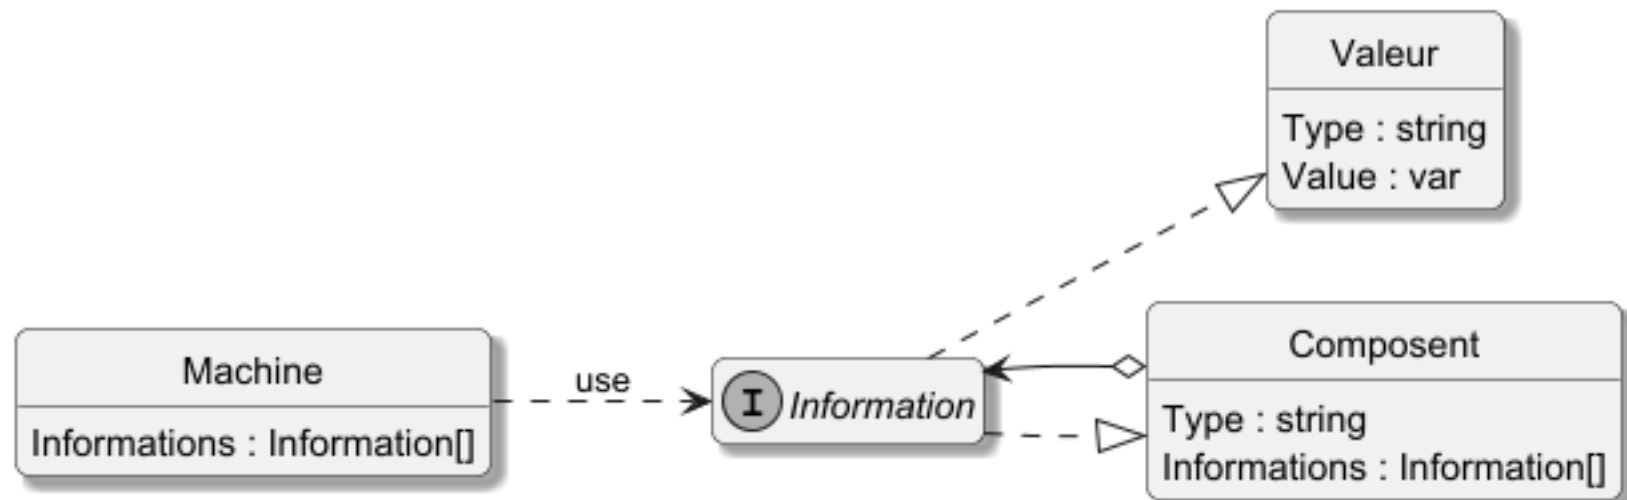 Valeur
Type : string
Value : var
Machine
Informations : Information[]
use
I Information
Composent
Type : string
Informations : Information[]